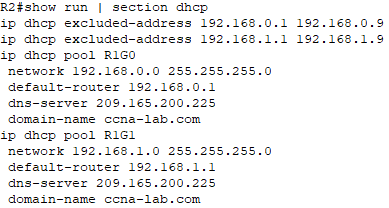 R2#show run | section dhcp
ip dhcp excluded-address 192.168.0.1 192.168.0.9
ip dhcp excluded-address 192.168.1.1 192.168.1.9
ip dhcp pool R1G0
 network 192.168.0.0 255.255.255.0
 default-router 192.168.0.1
 dns-server 209.165.200.225
 domain-name ccna-lab.com
ip dhcp pool R1G1
 network 192.168.1.0 255.255.255.0
 default-router 192.168.1.1
 dns-server 209.165.200.225
 domain-name ccna-lab.com